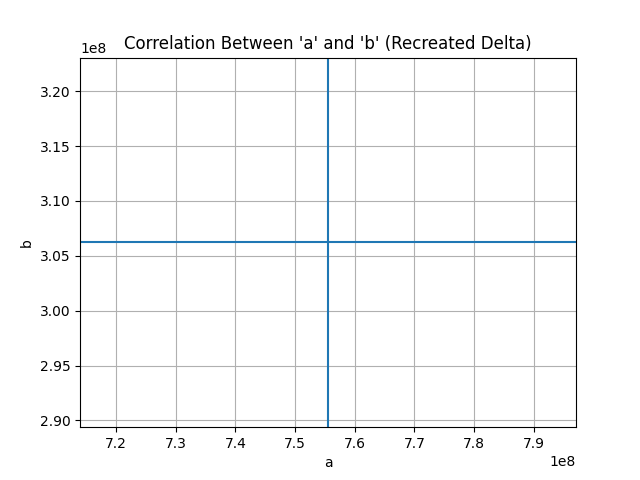 Correlation Between 'a' and 'b' (Recreated Delta)
1e8
3.20
3.15
3.10
3.05
3.00
2.95
2.90
b
7.2 7.3 7.4 7.5 7.6 7.7 7.8 7.9
a
1e8